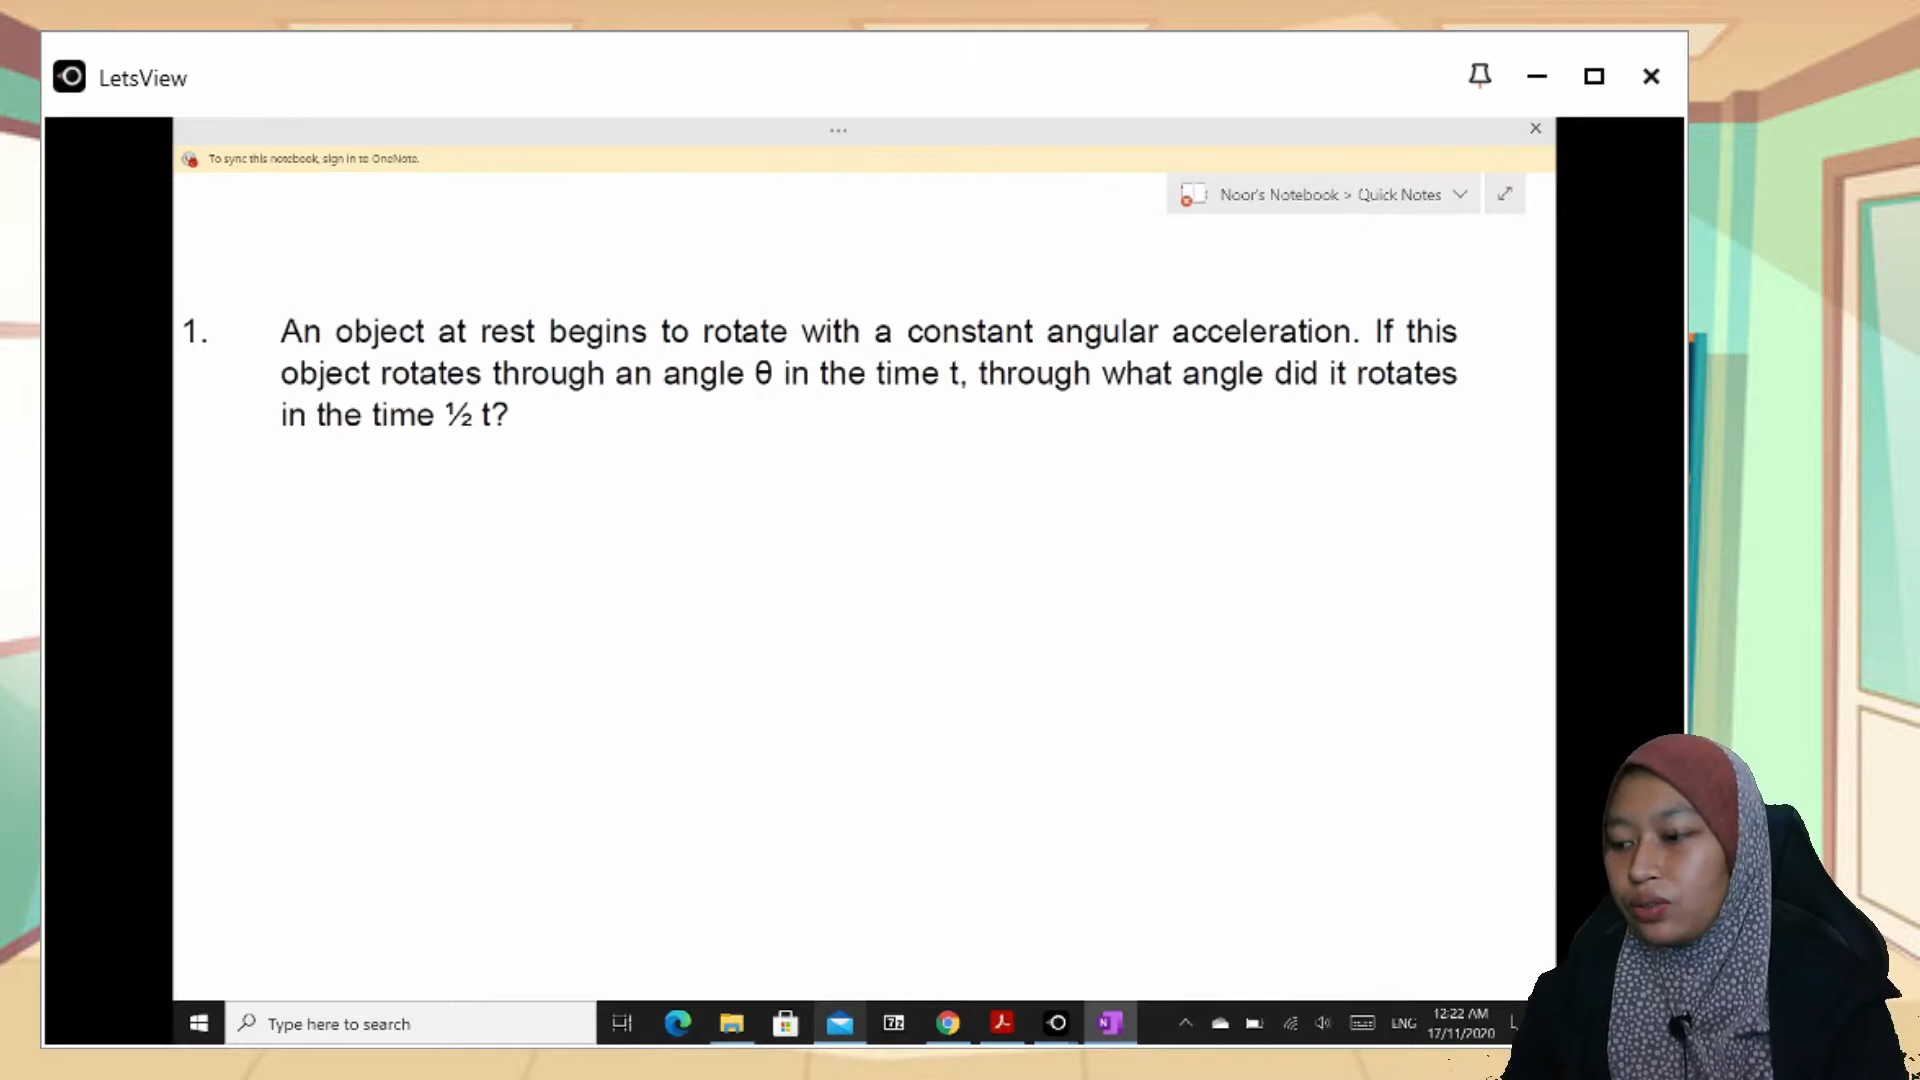 LetsView
To sync this notebook, sign in to OneNote.
Noor's Notebook > Quick Notes
1. An object at rest begins to rotate with a constant angular acceleration. If this
object rotates through an angle θ in the time t, through what angle did it rotates
in the time ½ t?
Type here to search
ENG
12:22 AM
17/11/2020